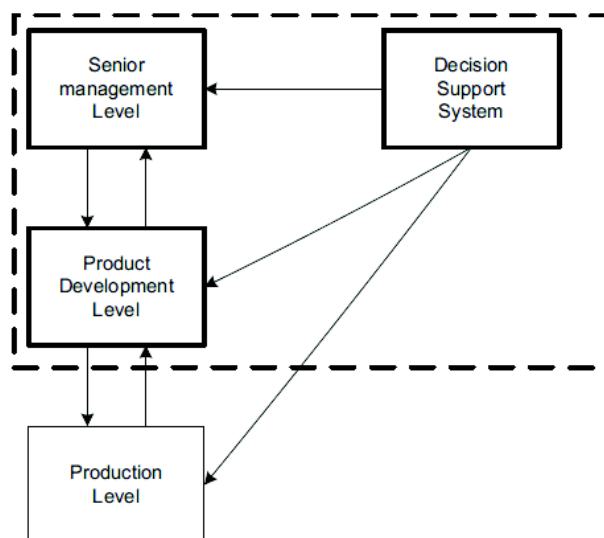 Senior
management
Level
Decision
Support
System
Product
Development
Level
Production
Level